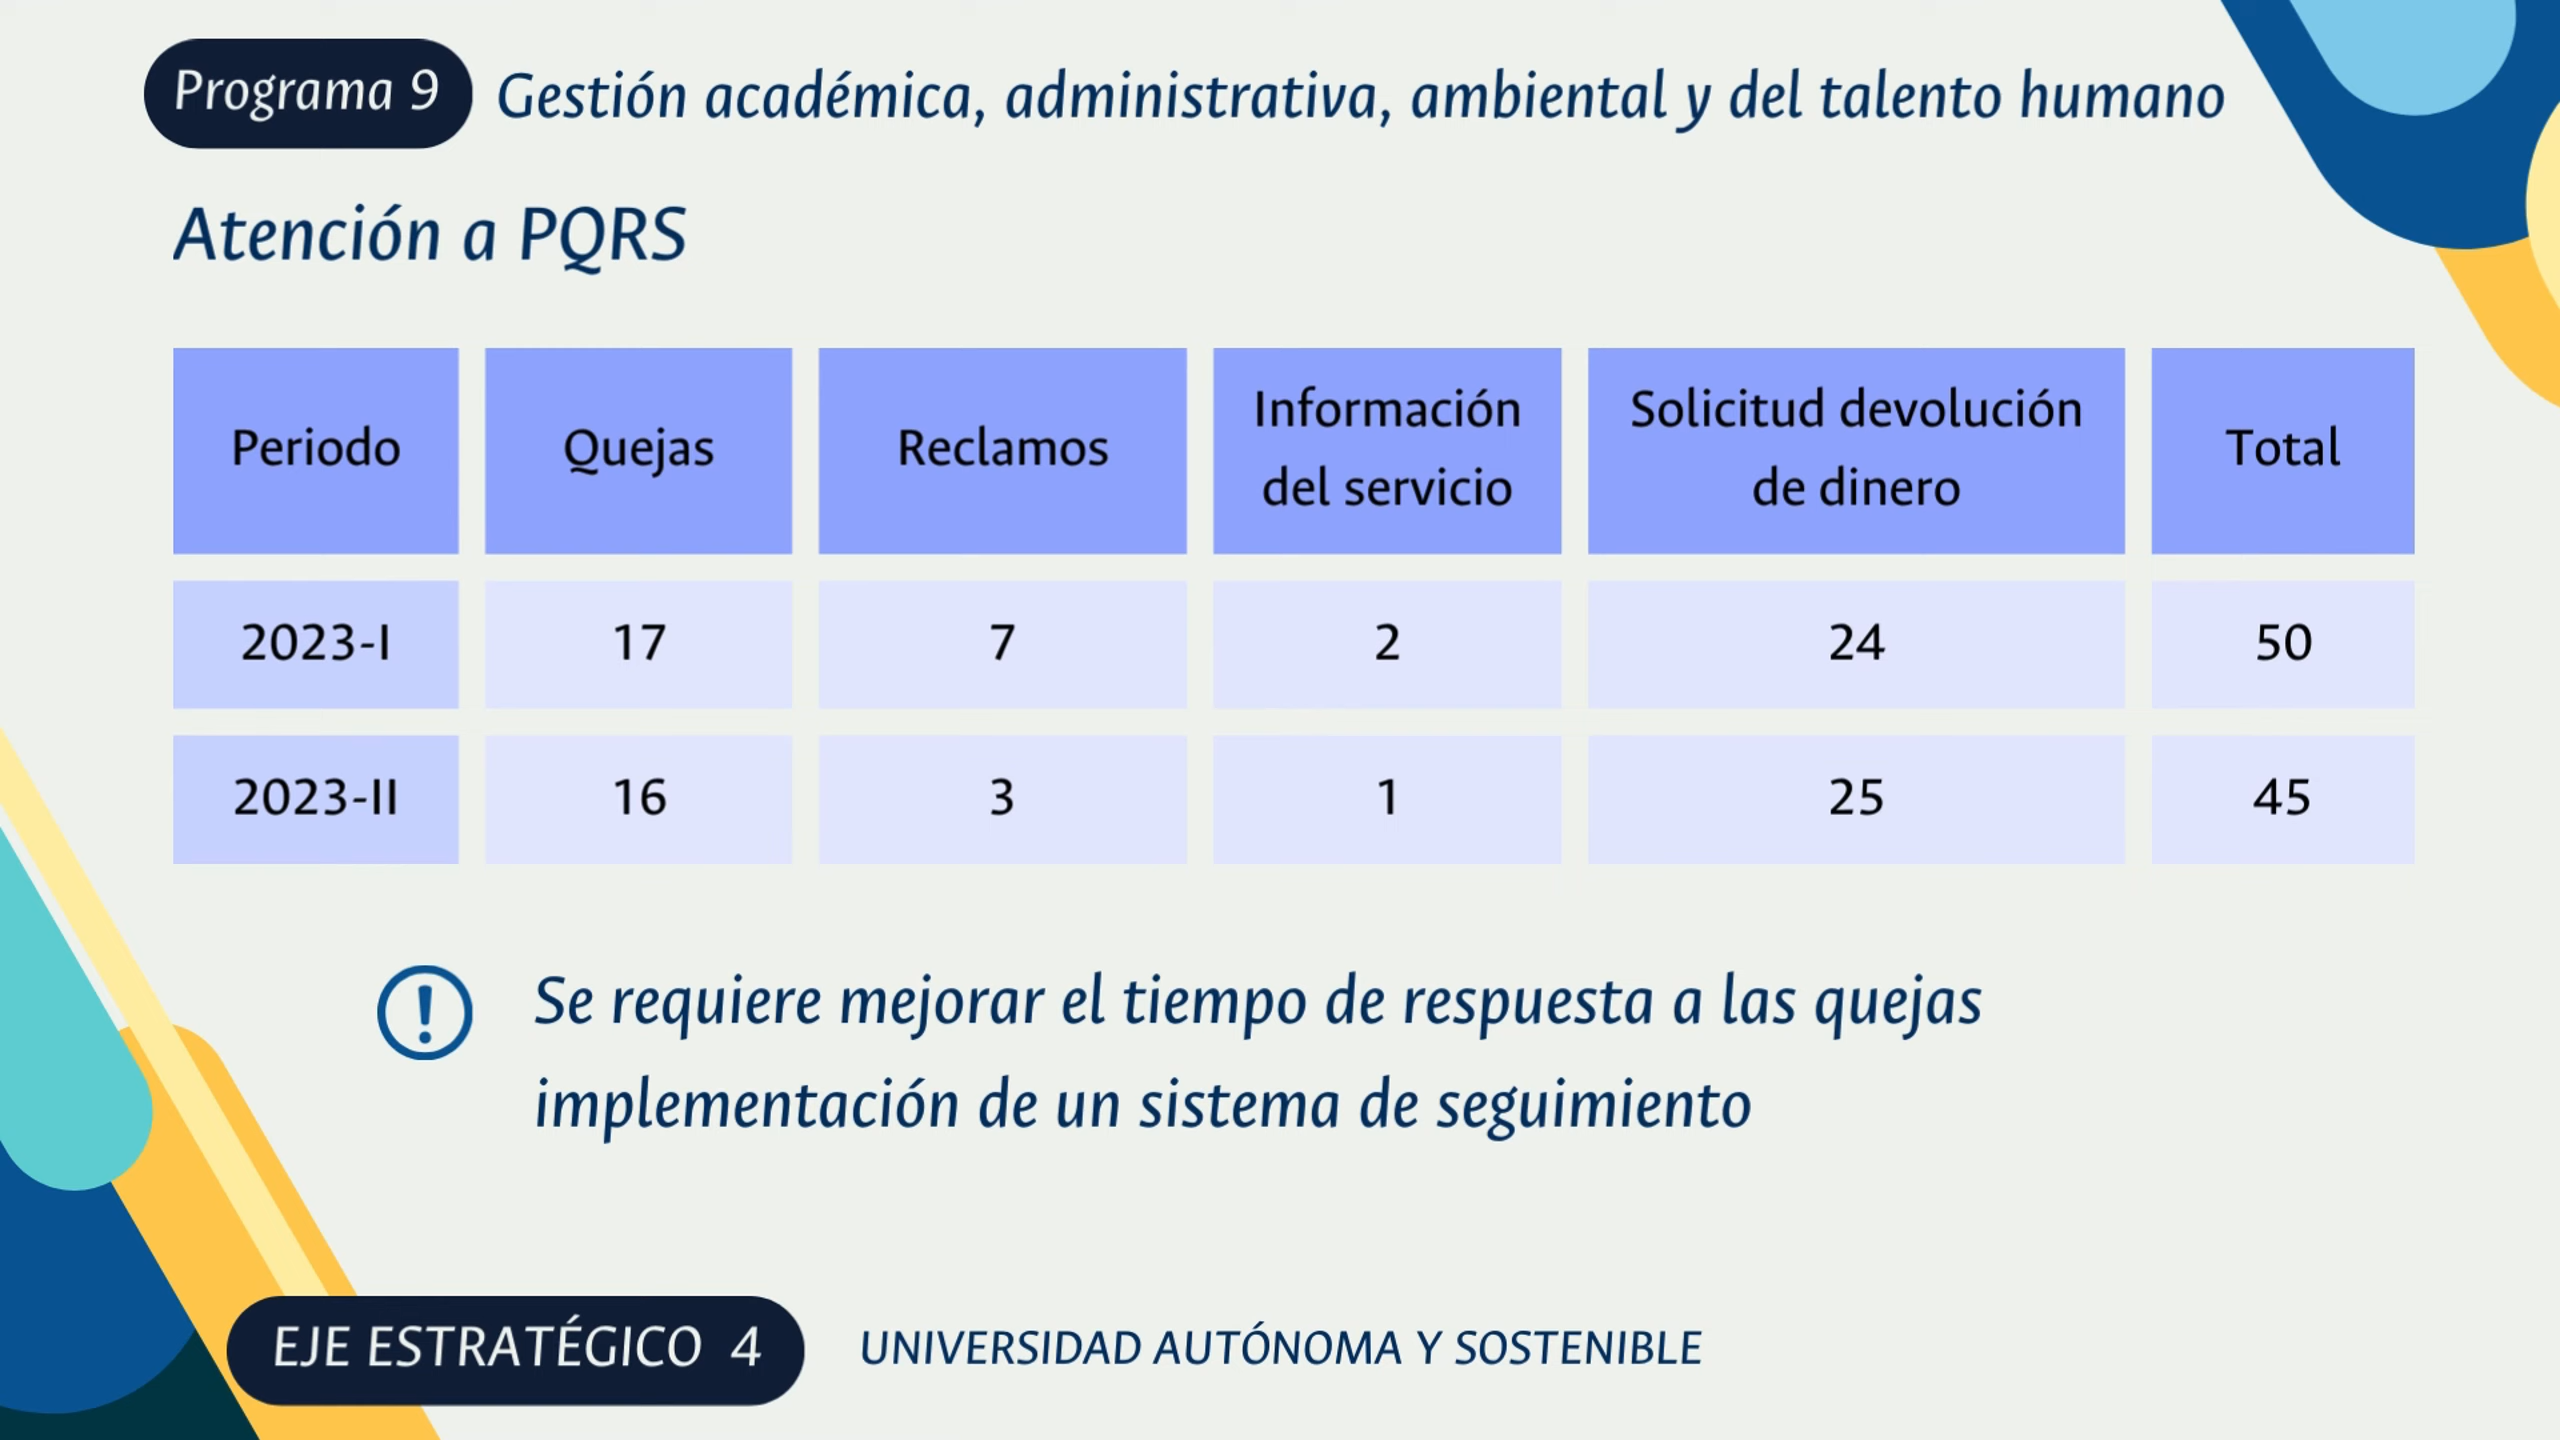 Programa 9 Gestión académica, administrativa, ambiental y del talento humano
Atención a PQRS
Periodo Quejas Reclamos Información del servicio Solicitud devolución de dinero Total
2023-I 17 7 2 24 50
2023-II 16 3 1 25 45
! Se requiere mejorar el tiempo de respuesta a las quejas
implementación de un sistema de seguimiento
EJE ESTRATÉGICO 4 UNIVERSIDAD AUTÓNOMA Y SOSTENIBLE